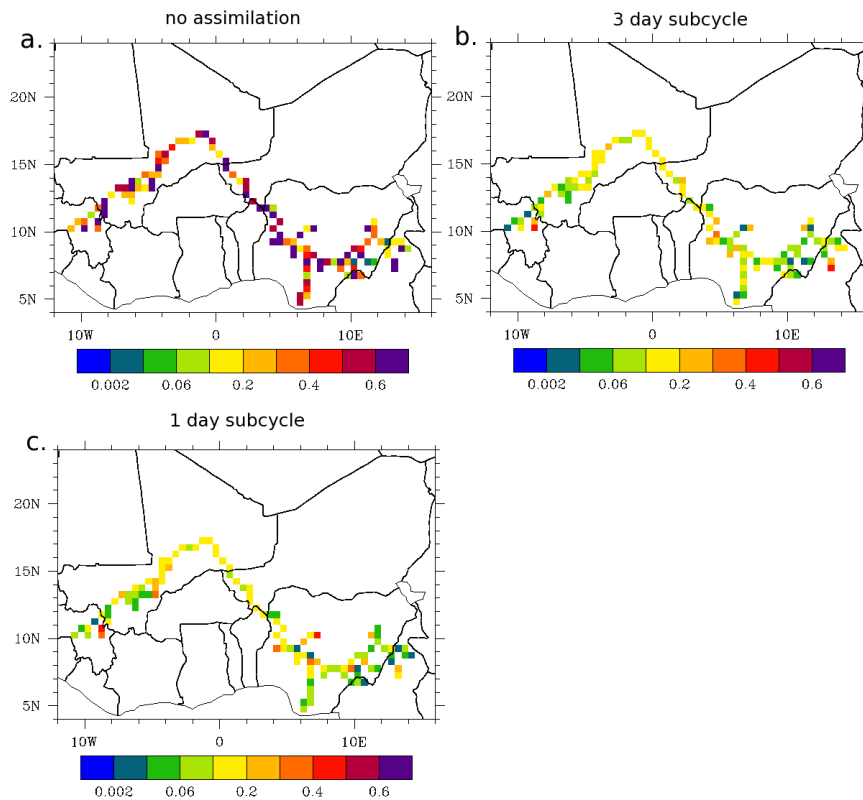 no assimilation
a.
20N
15N
10N
5N
10W 0 10E
0.002 0.06 0.2 0.4 0.6
3 day subcycle
b.
20N
15N
10N
5N
10W 0 10E
0.002 0.06 0.2 0.4 0.6
1 day subcycle
c.
20N
15N
10N
5N
10W 0 10E
0.002 0.06 0.2 0.4 0.6